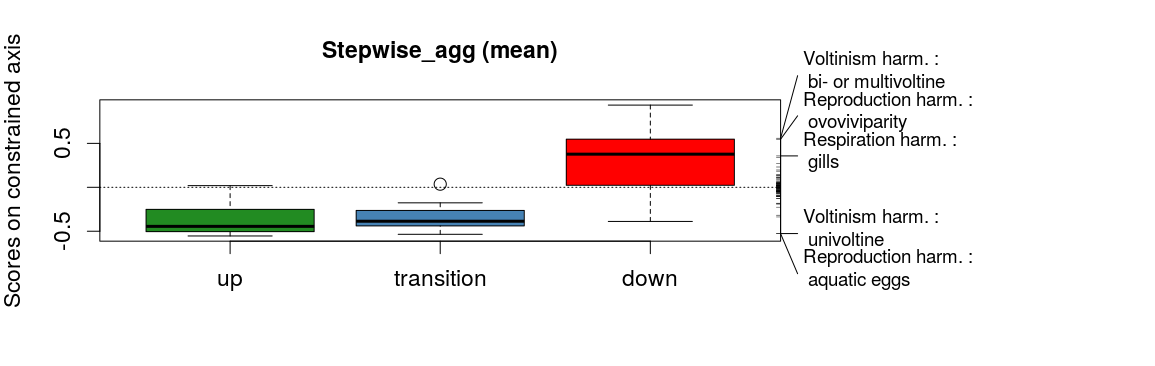 Stepwise_agg (mean)
Scores on constrained axis
0.5
-0.5
up
transition
down
Voltinism harm. :
bi- or multivoltine
Reproduction harm. :
ovoviviparity
Respiration harm. :
gills
Voltinism harm. :
univoltine
Reproduction harm. :
aquatic eggs